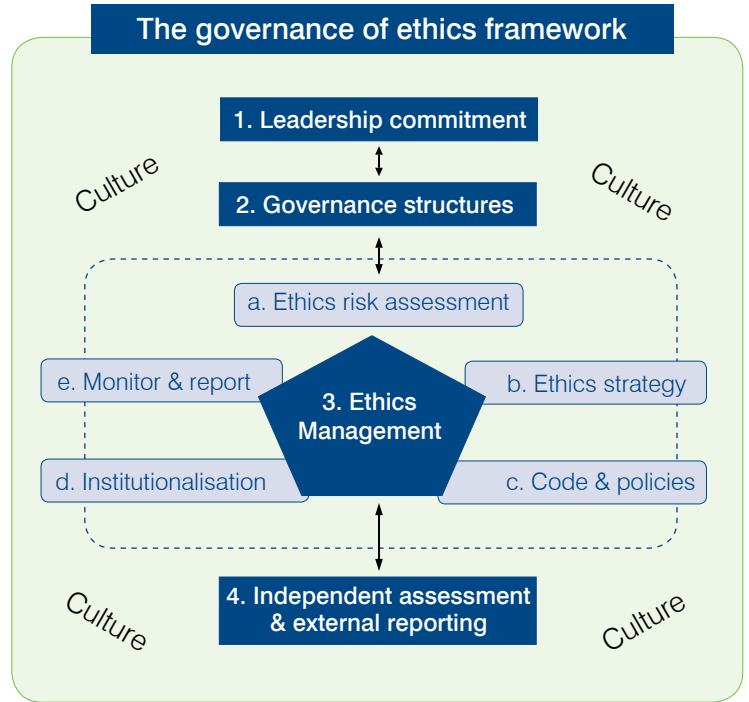 The governance of ethics framework
1. Leadership commitment
Culture
Culture
2. Governance structures
a. Ethics risk assessment
e. Monitor & report
b. Ethics strategy
3. Ethics
Management
d. Institutionalisation
c. Code & policies
4. Independent assessment
& external reporting
Culture
Culture